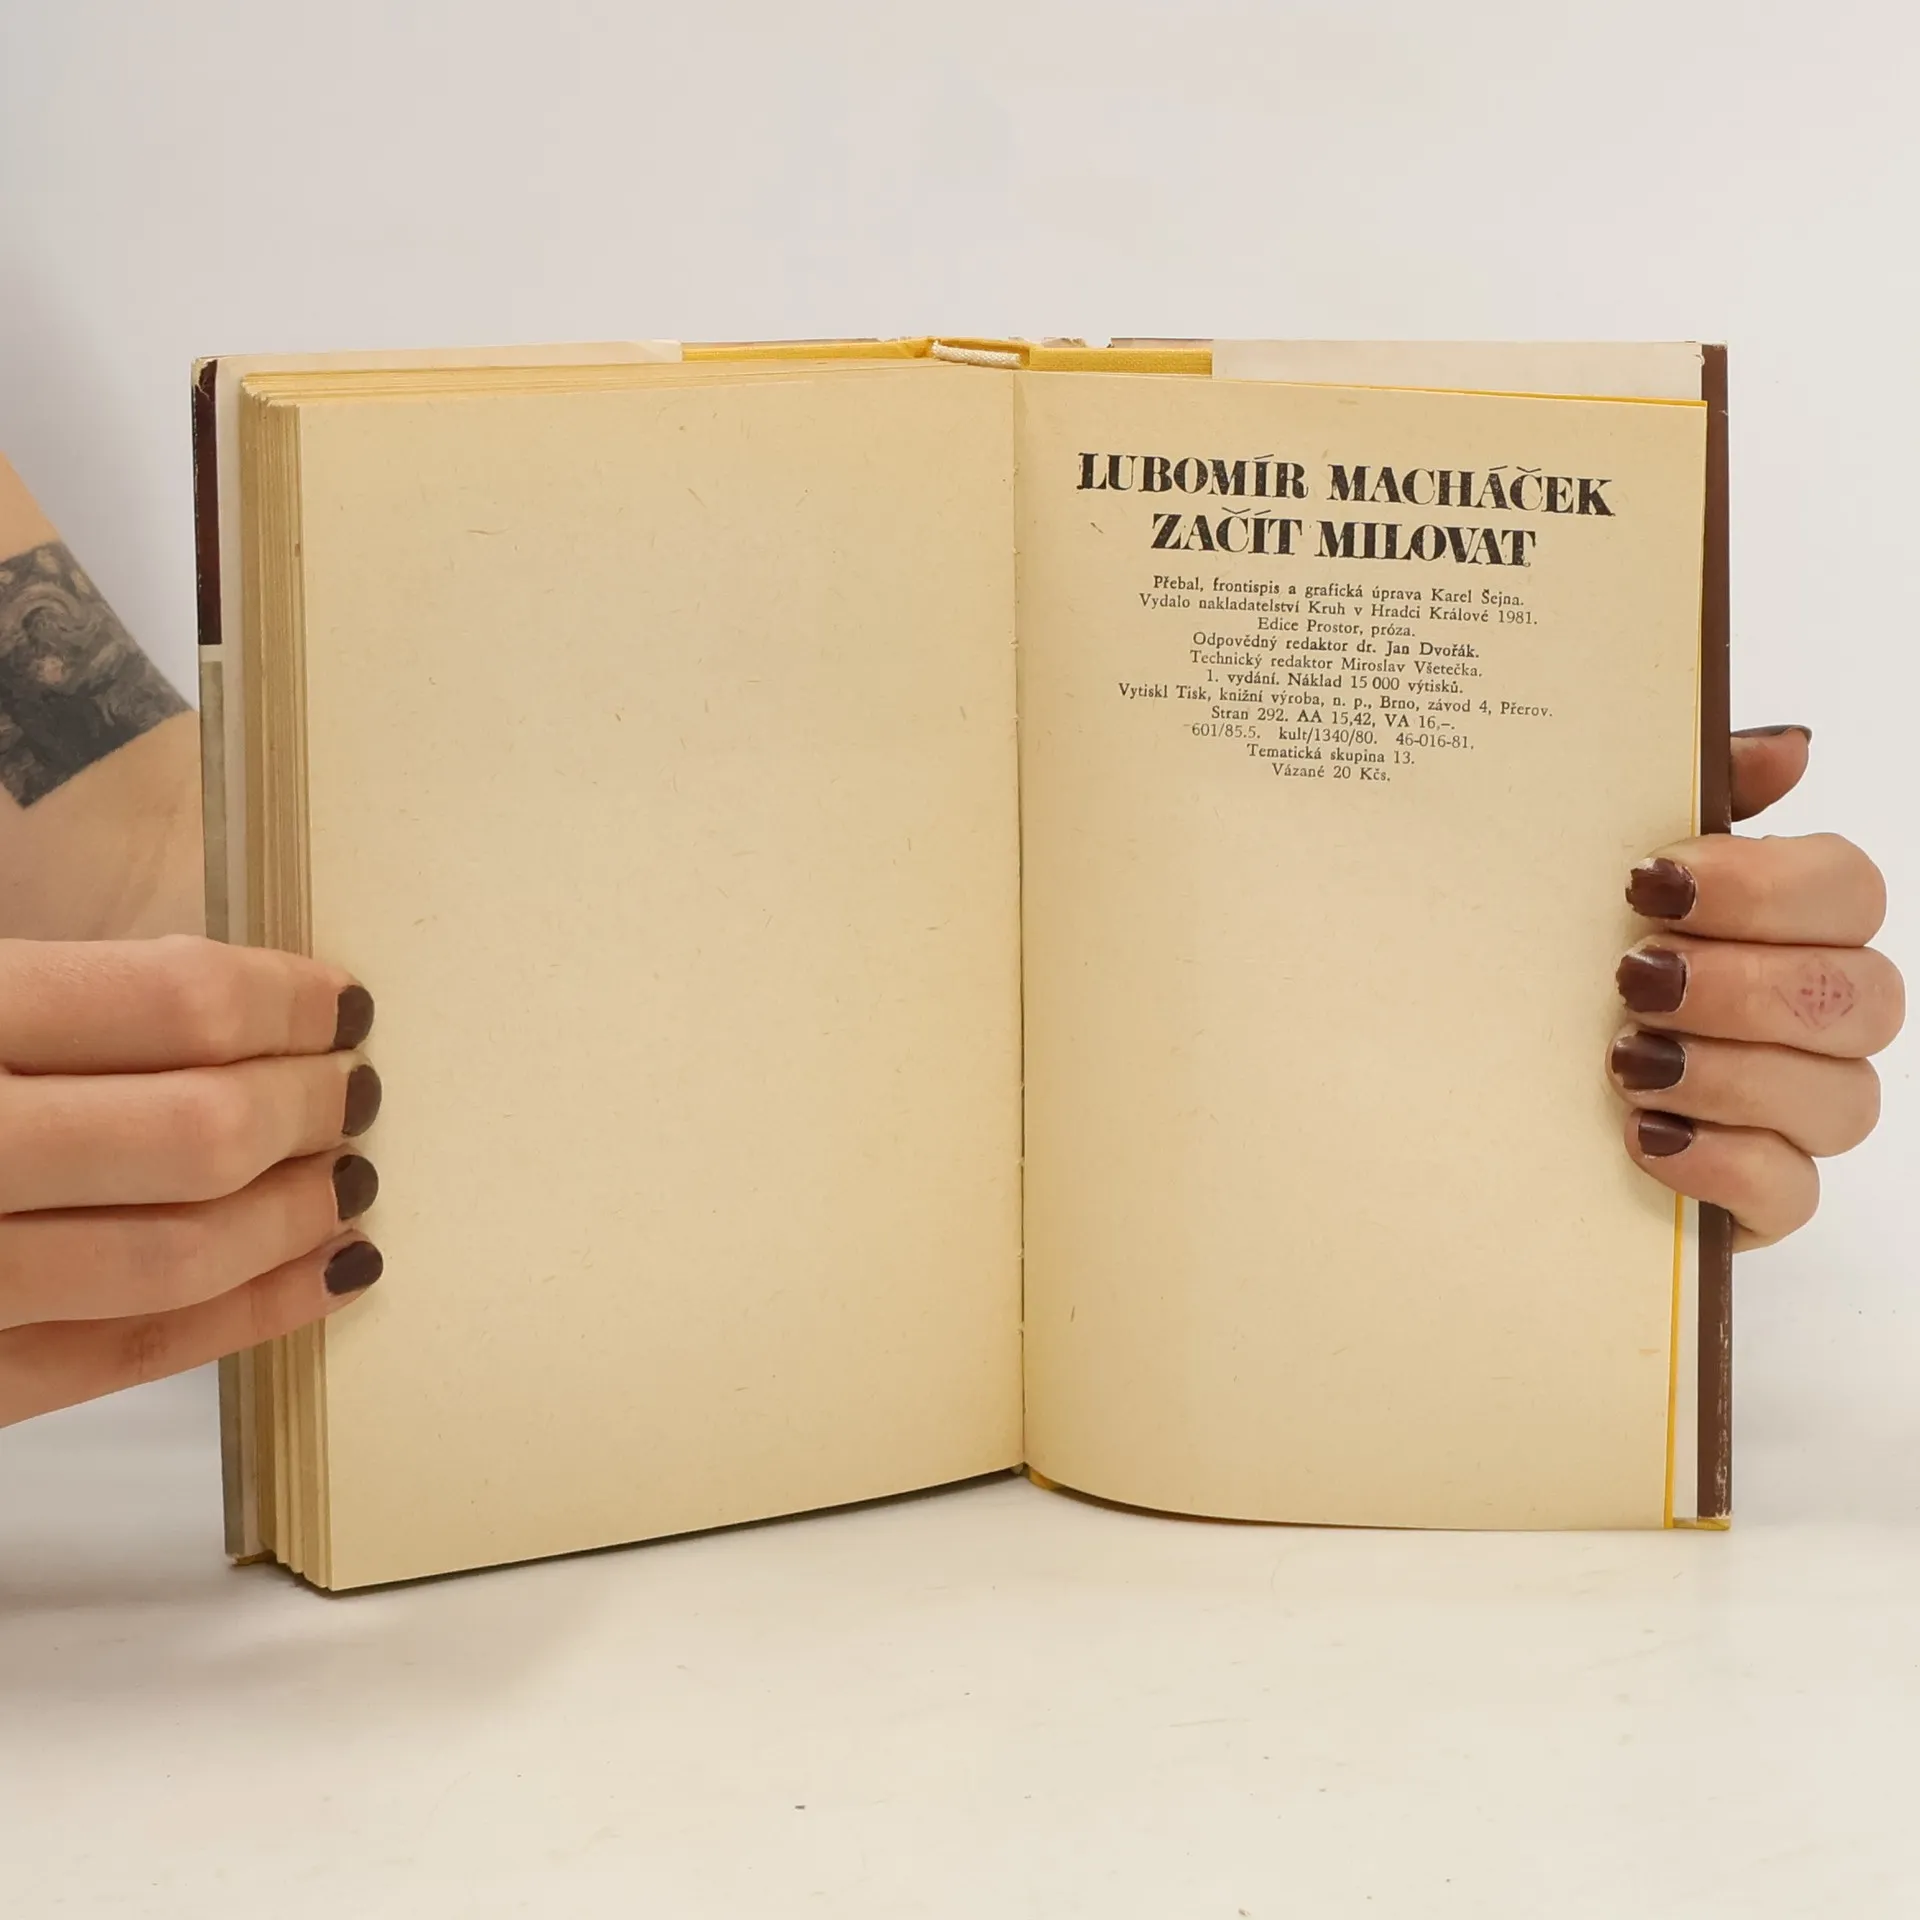 LUBOMÍR MACHÁČEK
ZAČÍT MILOVAT
Přebal, frontispis a grafická úprava Karel Šejna.
Vydalo nakladatelství Kruh v Hradci Králové 1981.
Edice Prostor, próza.
Odpovědný redaktor dr. Jan Dvořák.
Technický redaktor Miroslav Všetečka.
1. vydání. Náklad 15 000 výtisků.
Vytiskl Tisk, knižní výroba, n. p., Brno, závod 4, Přerov.
Stran 292. AA 15,42, VA 16,–.
601/85.5. kult/1340/80. 46-016-81.
Tematická skupina 13.
Vázané 20 Kčs.